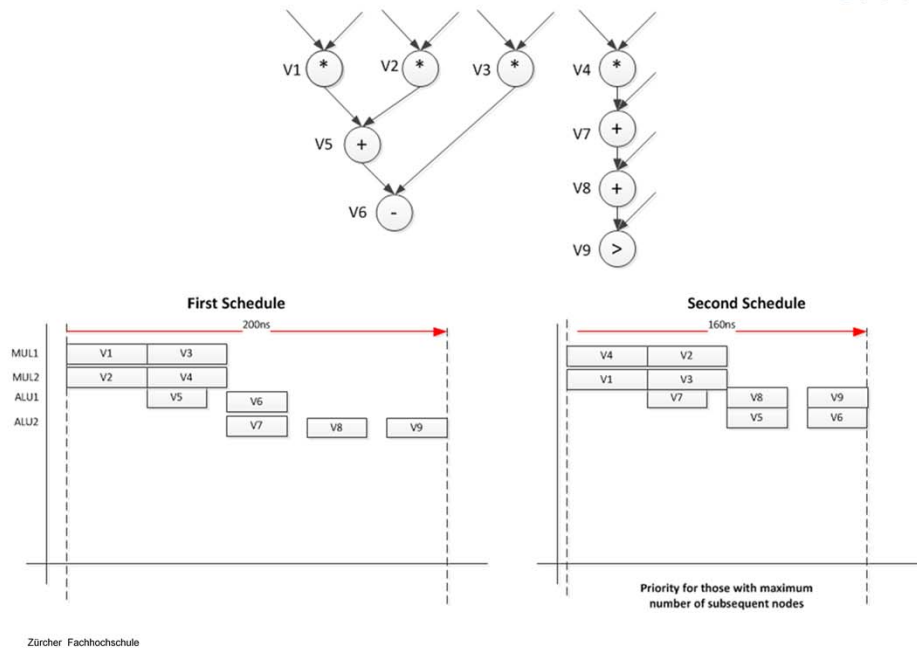 V1 * V2 * V3 * V4 *
V5 + V7 +
V6 - V8 +
V9 >
First Schedule
200ns
MUL1 V1 V3
MUL2 V2 V4
ALU1 V5 V6
ALU2 V7 V8 V9
Second Schedule
160ns
V4 V2
V1 V3
V7 V8 V9
V5 V6
Priority for those with maximum
number of subsequent nodes
Zürcher Fachhochschule